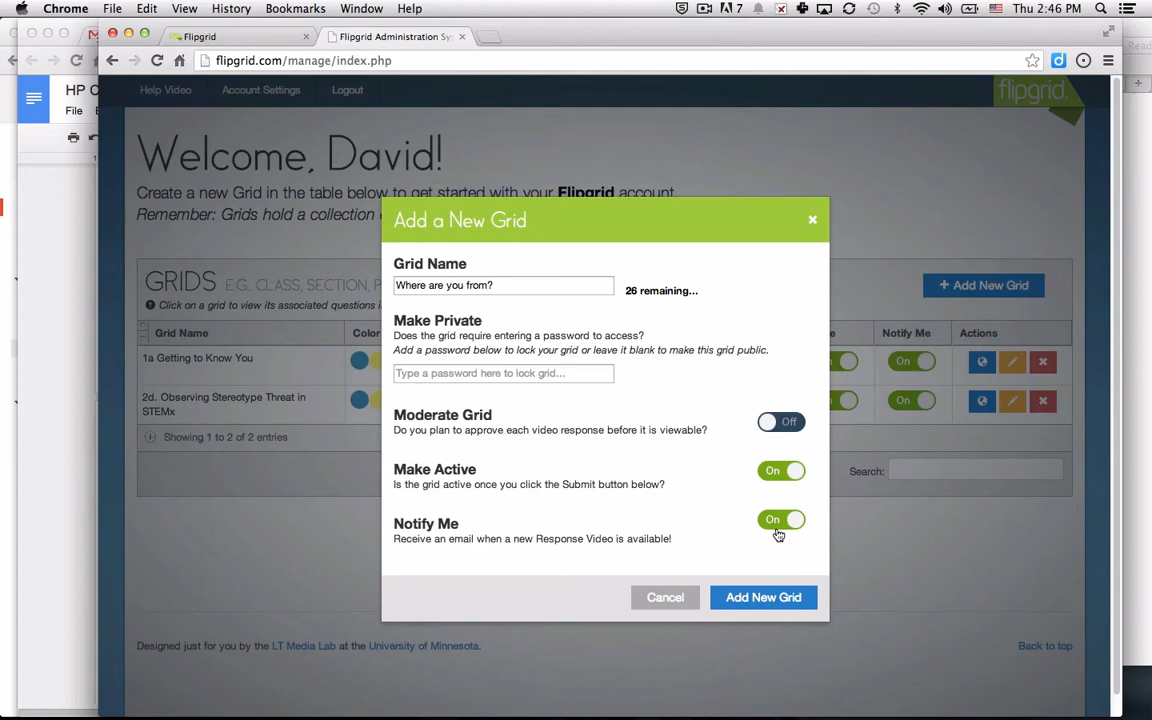 Chrome File Edit View History Bookmarks Window Help 7 Thu 2:46 PM
Flipgrid Flipgrid Administration Sy
flipgrid.com/manage/index.php
Read
HP C
File
Help Video Account Settings Logout flipgrid.
Welcome, David!
Create a new Grid in the table below to get started with your Flipgrid account.
Remember: Grids hold a collection
GRIDS E.G., CLASS, SECTION, P
Click on a grid to view its associated questions
+ Add New Grid
Grid Name Color Notify Me Actions
1a Getting to Know You On
2d. Observing Stereotype Threat in
STEMx On
Showing 1 to 2 of 2 entries
Search:
Add a New Grid ×
Grid Name
Where are you from?
26 remaining...
Make Private
Does the grid require entering a password to access?
Add a password below to lock your grid or leave it blank to make this grid public.
Type a password here to lock grid...
Moderate Grid Off
Do you plan to approve each video response before it is viewable?
Make Active On
Is the grid active once you click the Submit button below?
Notify Me On
Receive an email when a new Response Video is available!
Cancel Add New Grid
Designed just for you by the LT Media Lab at the University of Minnesota. Back to top